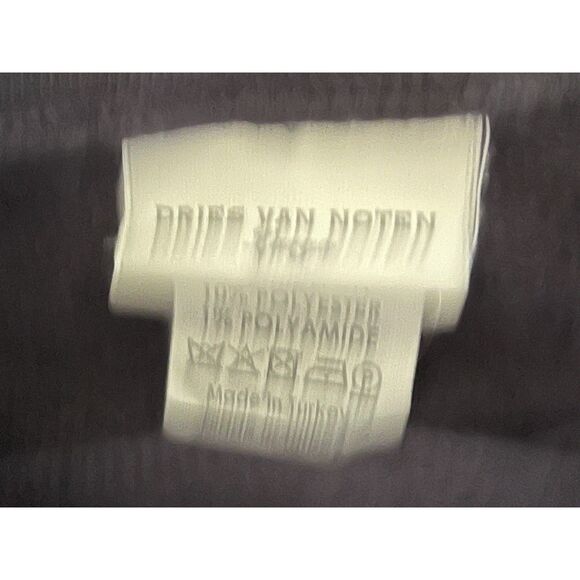 DRIES VAN NOTEN
POLYESTER
1% POLYAMIDE
Made in Turkey